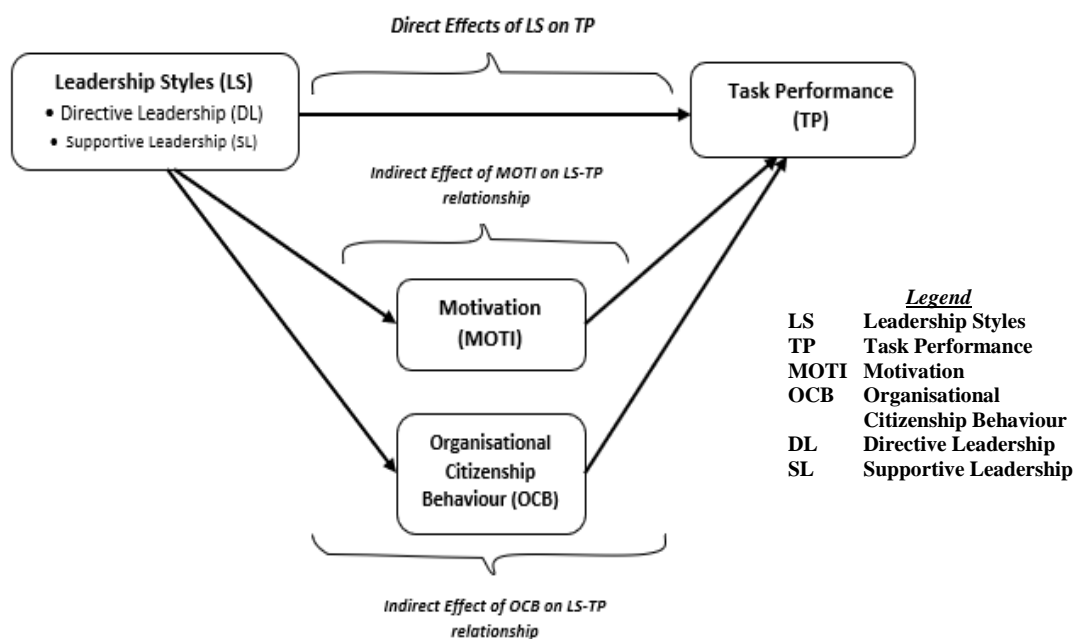 Direct Effects of LS on TP
Leadership Styles (LS)
• Directive Leadership (DL)
• Supportive Leadership (SL)
Task Performance
(TP)
Indirect Effect of MOTI on LS-TP
relationship
Motivation
(MOTI)
Organisational
Citizenship
Behaviour (OCB)
Indirect Effect of OCB on LS-TP
relationship
Legend
LS Leadership Styles
TP Task Performance
MOTI Motivation
OCB Organisational
Citizenship Behaviour
DL Directive Leadership
SL Supportive Leadership